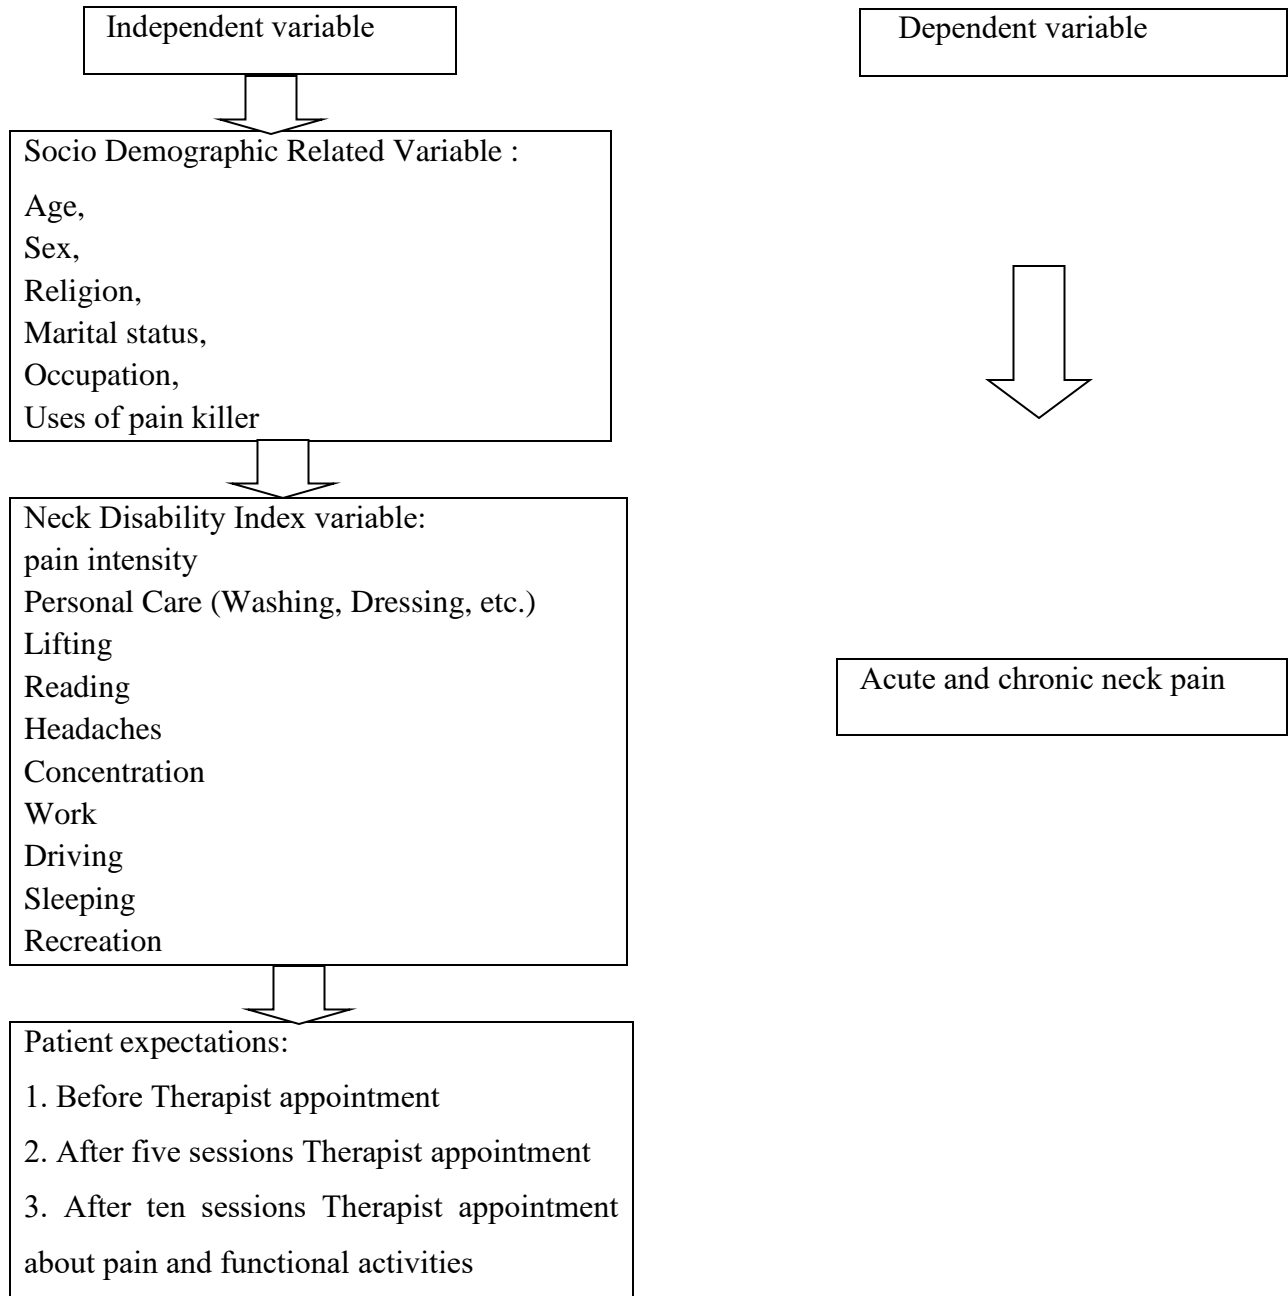 Independent variable
Dependent variable
Socio Demographic Related Variable :
Age,
Sex,
Religion,
Marital status,
Occupation,
Uses of pain killer
Neck Disability Index variable:
pain intensity
Personal Care (Washing, Dressing, etc.)
Lifting
Reading
Headaches
Concentration
Work
Driving
Sleeping
Recreation
Acute and chronic neck pain
Patient expectations:
1. Before Therapist appointment
2. After five sessions Therapist appointment
3. After ten sessions Therapist appointment
about pain and functional activities